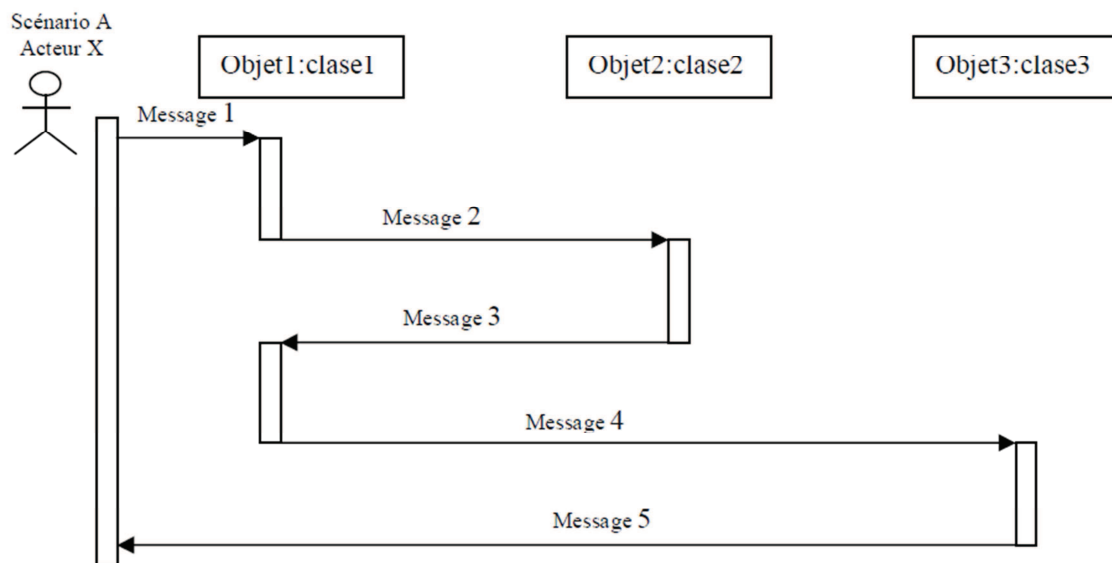 Scénario A
Acteur X
Objet1:clase1
Objet2:clase2
Objet3:clase3
Message 1
Message 2
Message 3
Message 4
Message 5